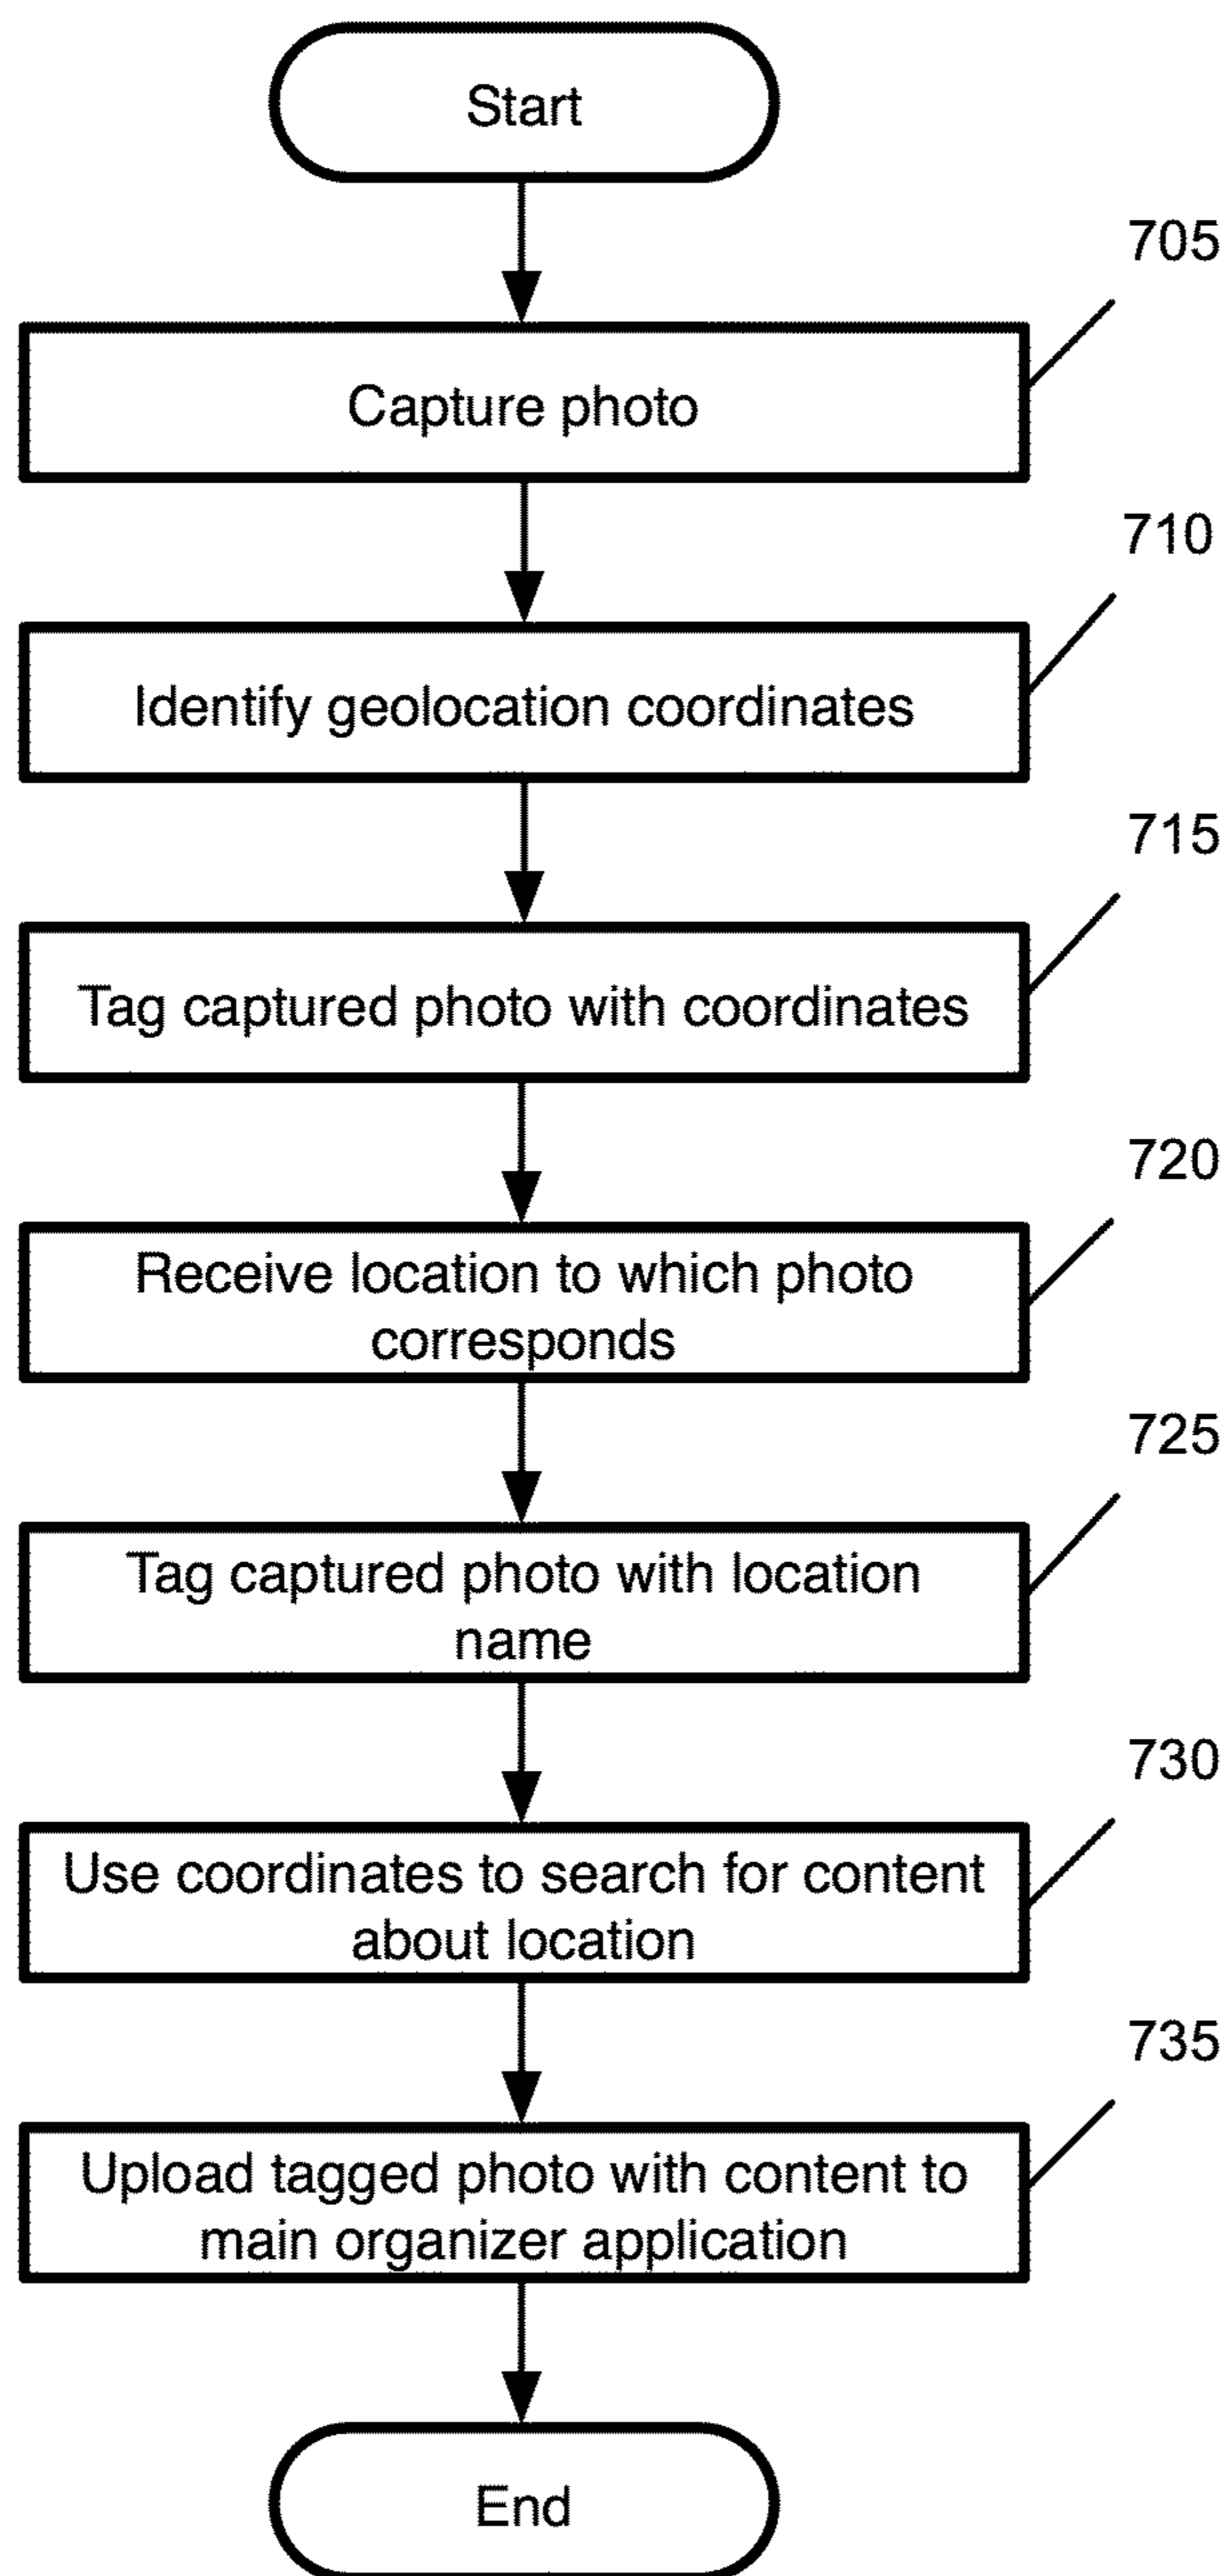 Start
705
Capture photo
710
Identify geolocation coordinates
715
Tag captured photo with coordinates
720
Receive location to which photo
corresponds
725
Tag captured photo with location
name
730
Use coordinates to search for content
about location
735
Upload tagged photo with content to
main organizer application
End